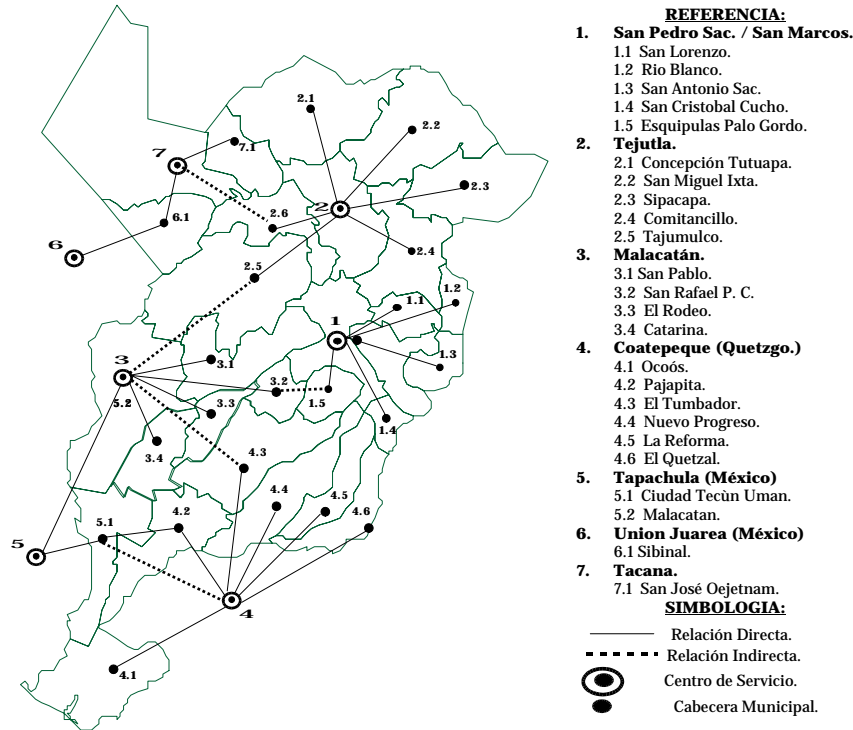 2.1
2.2
7
7.1
2.3
2.6
2
6.1
6
2.4
2.5
1.2
1.1
1
3.1
1.3
3
3.2
5.2
1.5
3.3
1.4
3.4
4.3
4.4
4.5
4.2
4.6
5.1
5
4
4.1
REFERENCIA:
1. San Pedro Sac. / San Marcos.
1.1 San Lorenzo.
1.2 Rio Blanco.
1.3 San Antonio Sac.
1.4 San Cristobal Cucho.
1.5 Esquipulas Palo Gordo.
2. Tejutla.
2.1 Concepción Tutuapa.
2.2 San Miguel Ixta.
2.3 Sipacapa.
2.4 Comitancillo.
2.5 Tajumulco.
3. Malacatán.
3.1 San Pablo.
3.2 San Rafael P. C.
3.3 El Rodeo.
3.4 Catarina.
4. Coatepeque (Quetzgo.)
4.1 Ocoós.
4.2 Pajapita.
4.3 El Tumbador.
4.4 Nuevo Progreso.
4.5 La Reforma.
4.6 El Quetzal.
5. Tapachula (México)
5.1 Ciudad Tecùn Uman.
5.2 Malacatan.
6. Union Juarea (México)
6.1 Sibinal.
7. Tacana.
7.1 San José Oejetnam.
SIMBOLOGIA:
Relación Directa.
Relación Indirecta.
Centro de Servicio.
Cabecera Municipal.